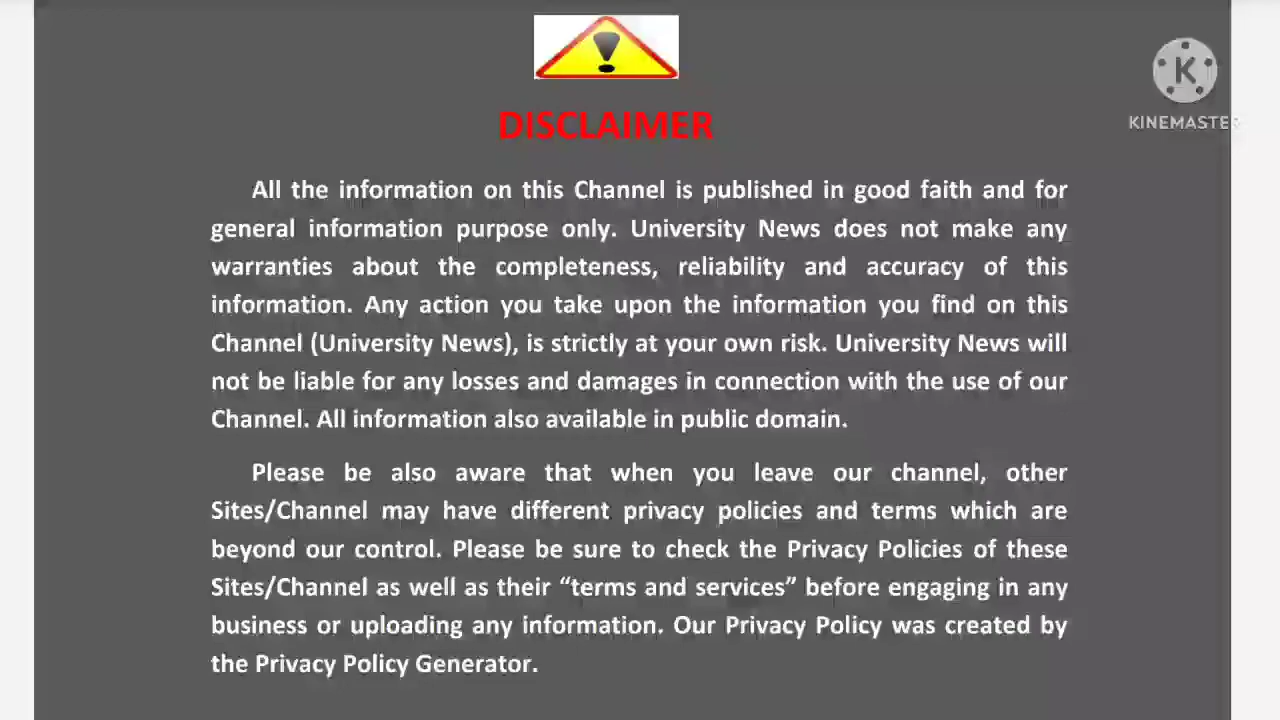 KINEMASTER
DISCLAIMER
All the information on this Channel is published in good faith and for
general information purpose only. University News does not make any
warranties about the completeness, reliability and accuracy of this
information. Any action you take upon the information you find on this
Channel (University News), is strictly at your own risk. University News will
not be liable for any losses and damages in connection with the use of our
Channel. All information also available in public domain.
Please be also aware that when you leave our channel, other
Sites/Channel may have different privacy policies and terms which are
beyond our control. Please be sure to check the Privacy Policies of these
Sites/Channel as well as their “terms and services” before engaging in any
business or uploading any information. Our Privacy Policy was created by
the Privacy Policy Generator.